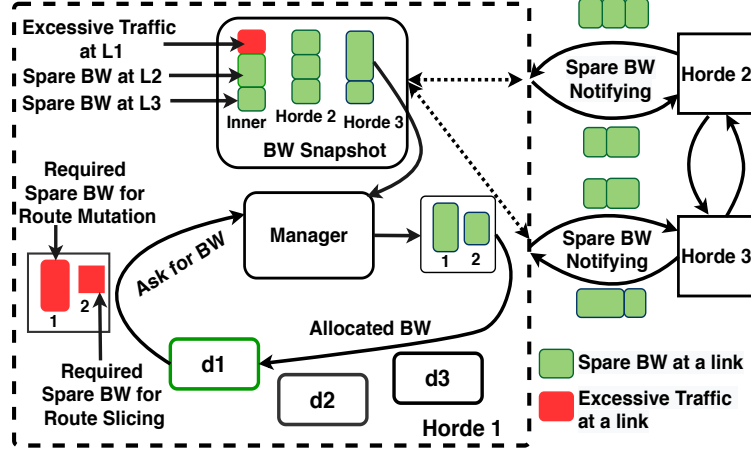 Excessive Traffic
at L1
Spare BW at L2
Spare BW at L3
Inner
Horde 2
Horde 3
BW Snapshot
Spare BW
Notifying
Horde 2
Required
Spare BW for
Route Mutation
Manager
Ask for BW
1
2
1
2
Spare BW
Notifying
Horde 3
Allocated BW
Required
Spare BW for
Route Slicing
d1
d2
d3
Horde 1
Spare BW at a link
Excessive Traffic
at a link